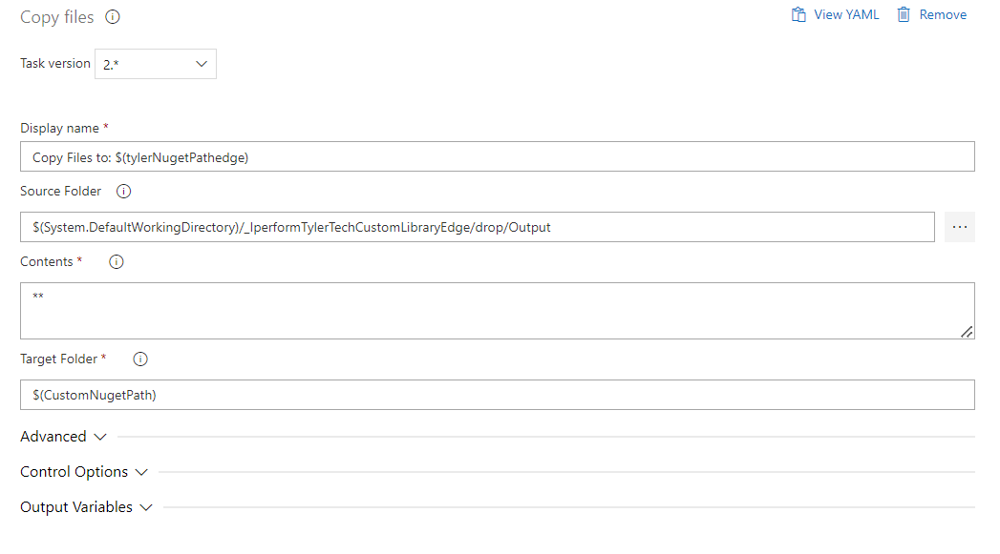 Copy files
View YAML
Remove
Task version 2.*
Display name *
Copy Files to: $(tylerNugetPathedge)
Source Folder
$(System.DefaultWorkingDirectory)/_IperformTylerTechCustomLibraryEdge/drop/Output
...
Contents *
**
Target Folder *
$(CustomNugetPath)
Advanced
Control Options
Output Variables